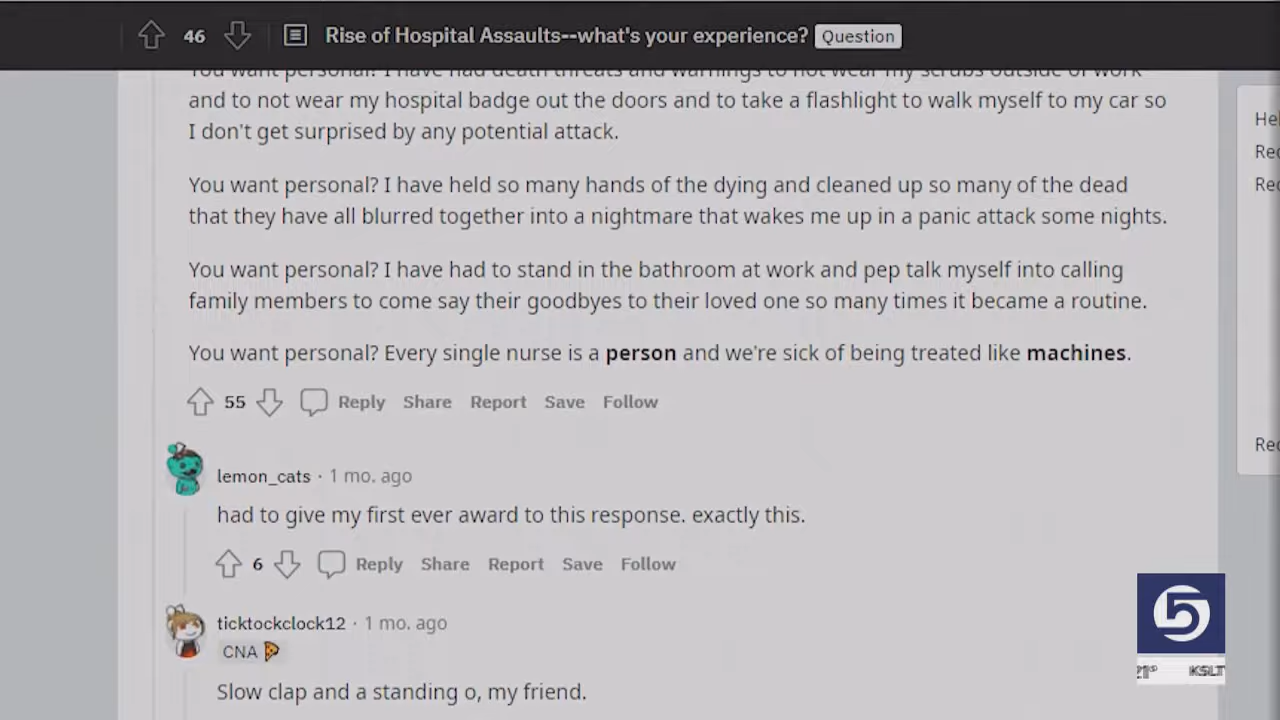 46 Rise of Hospital Assaults--what's your experience? Question
You want personal? I have had death threats and warnings to not wear my scrubs outside of work
and to not wear my hospital badge out the doors and to take a flashlight to walk myself to my car so
I don't get surprised by any potential attack.
You want personal? I have held so many hands of the dying and cleaned up so many of the dead
that they have all blurred together into a nightmare that wakes me up in a panic attack some nights.
You want personal? I have had to stand in the bathroom at work and pep talk myself into calling
family members to come say their goodbyes to their loved one so many times it became a routine.
You want personal? Every single nurse is a person and we're sick of being treated like machines.
55 Reply Share Report Save Follow
lemon_cats · 1 mo. ago
had to give my first ever award to this response. exactly this.
6 Reply Share Report Save Follow
ticktockclock12 · 1 mo. ago
CNA 🍕
Slow clap and a standing o, my friend.
Hel
Rec
Rec
Rec
5
21° KSLT